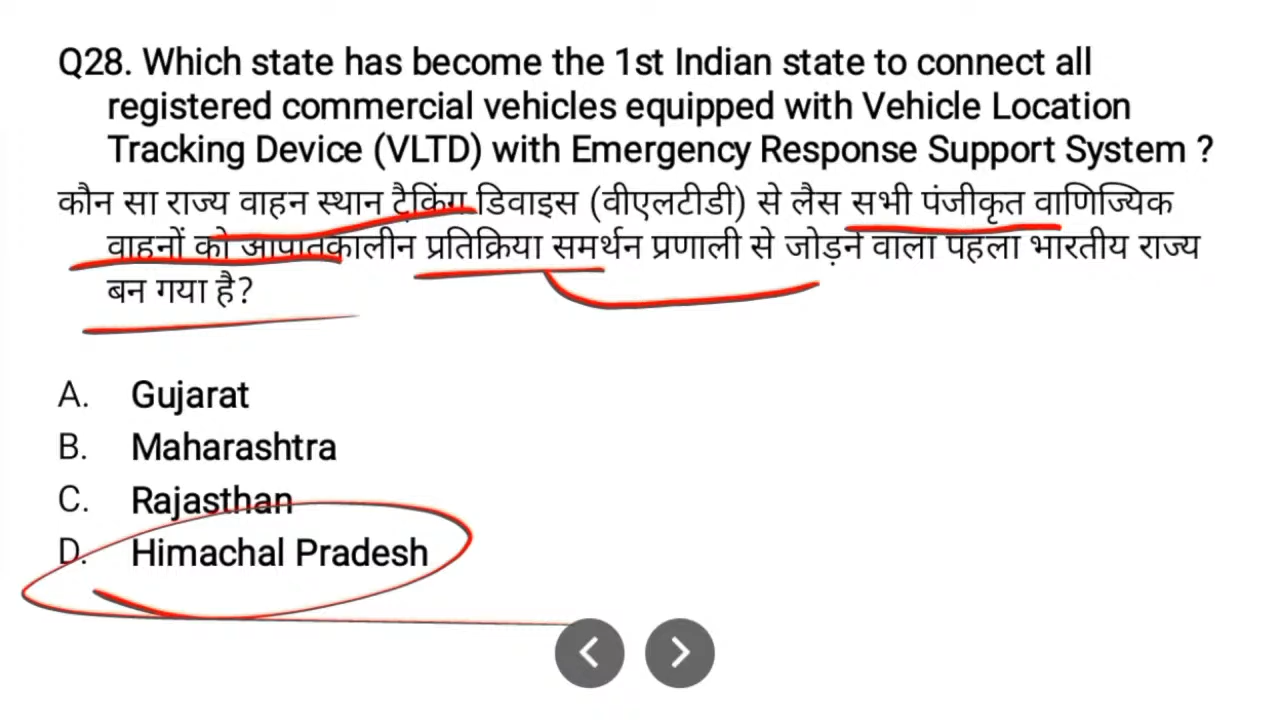 Q28. Which state has become the 1st Indian state to connect all
registered commercial vehicles equipped with Vehicle Location
Tracking Device (VLTD) with Emergency Response Support System ?
कौन सा राज्य वाहन स्थान ट्रैकिंग डिवाइस (वीएलटीडी) से लैस सभी पंजीकृत वाणिज्यिक
वाहनों को आपातकालीन प्रतिक्रिया समर्थन प्रणाली से जोड़ने वाला पहला भारतीय राज्य
बन गया है?
A. Gujarat
B. Maharashtra
C. Rajasthan
D. Himachal Pradesh